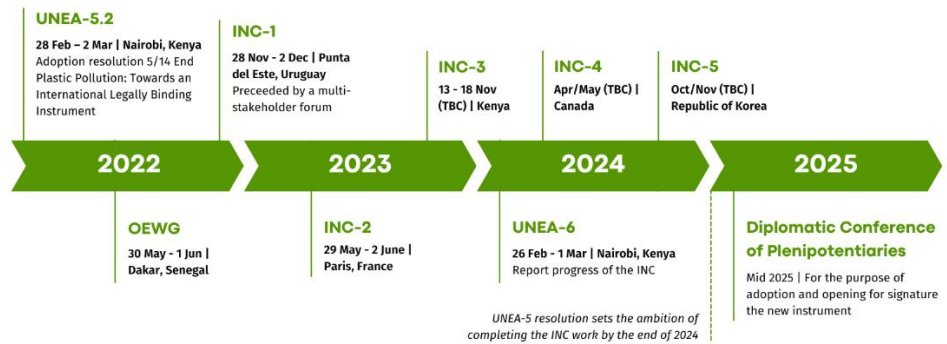 UNEA-5.2
28 Feb – 2 Mar | Nairobi, Kenya
Adoption resolution 5/14 End
Plastic Pollution: Towards an
International Legally Binding
Instrument
INC-1
28 Nov - 2 Dec | Punta
del Este, Uruguay
Preceeded by a multi-
stakeholder forum
INC-3
13 - 18 Nov
(TBC) | Kenya
INC-4
Apr/May (TBC) |
Canada
INC-5
Oct/Nov (TBC) |
Republic of Korea
2022
2023
2024
2025
OEWG
30 May - 1 Jun |
Dakar, Senegal
INC-2
29 May - 2 June |
Paris, France
UNEA-6
26 Feb - 1 Mar | Nairobi, Kenya
Report progress of the INC
UNEA-5 resolution sets the ambition of
completing the INC work by the end of 2024
Diplomatic Conference
of Plenipotentiaries
Mid 2025 | For the purpose of
adoption and opening for signature
the new instrument